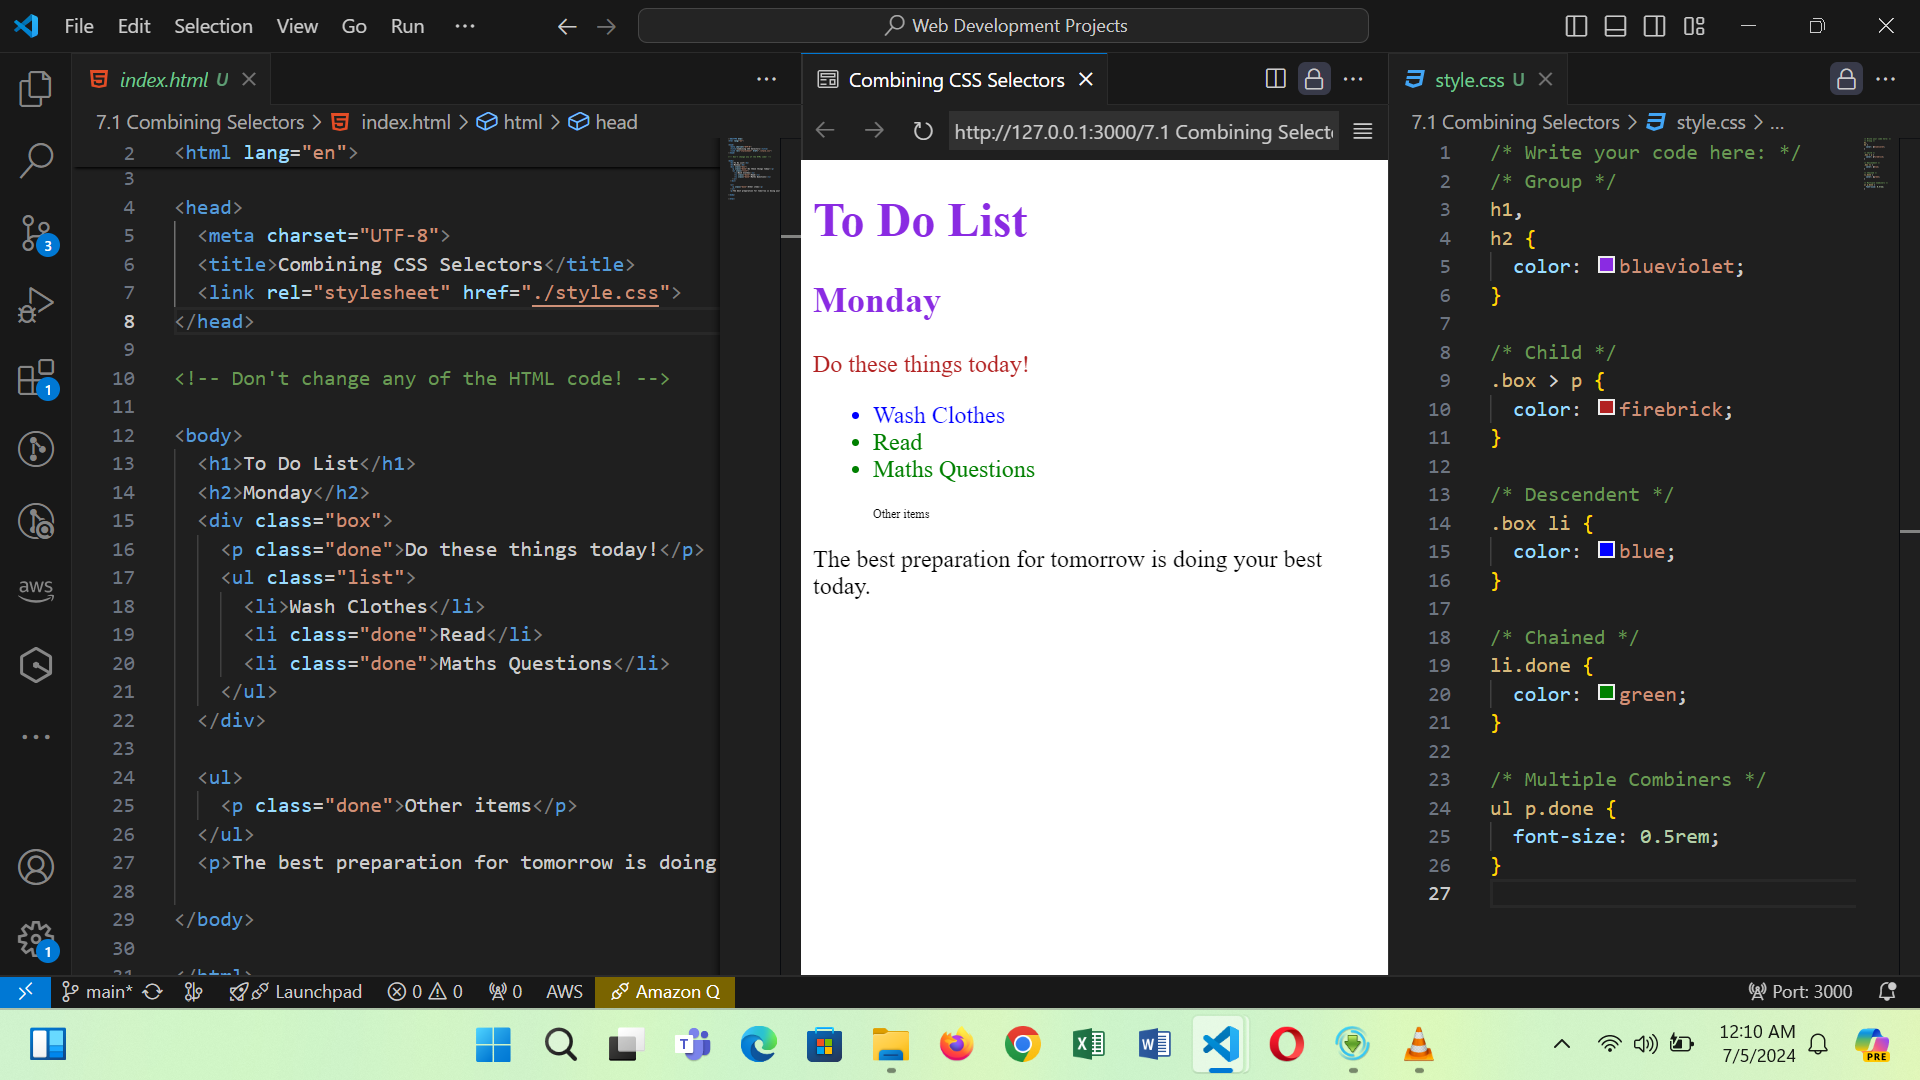 File Edit Selection View Go Run ··· Web Development Projects
index.html U
Combining CSS Selectors
style.css U
7.1 Combining Selectors > index.html > html > head
2 <html lang="en">
3
4 <head>
5 <meta charset="UTF-8">
6 <title>Combining CSS Selectors</title>
7 <link rel="stylesheet" href="./style.css">
8 </head>
9
10 <!-- Don't change any of the HTML code! -->
11
12 <body>
13 <h1>To Do List</h1>
14 <h2>Monday</h2>
15 <div class="box">
16 <p class="done">Do these things today!</p>
17 <ul class="list">
18 <li>Wash Clothes</li>
19 <li class="done">Read</li>
20 <li class="done">Maths Questions</li>
21 </ul>
22 </div>
23
24 <ul>
25 <p class="done">Other items</p>
26 </ul>
27 <p>The best preparation for tomorrow is doing
28
29 </body>
30
31 </html>
http://127.0.0.1:3000/7.1 Combining Select
To Do List
Monday
Do these things today!
• Wash Clothes
• Read
• Maths Questions
Other items
The best preparation for tomorrow is doing your best
today.
7.1 Combining Selectors > style.css > ...
1 /* Write your code here: */
2 /* Group */
3 h1,
4 h2 {
5 color: blueviolet;
6 }
7
8 /* Child */
9 .box > p {
10 color: firebrick;
11 }
12
13 /* Descendent */
14 .box li {
15 color: blue;
16 }
17
18 /* Chained */
19 li.done {
20 color: green;
21 }
22
23 /* Multiple Combiners */
24 ul p.done {
25 font-size: 0.5rem;
26 }
27
3
1
aws
1
main* Launchpad 0 0 0 AWS Amazon Q Port: 3000
12:10 AM
7/5/2024
PRE